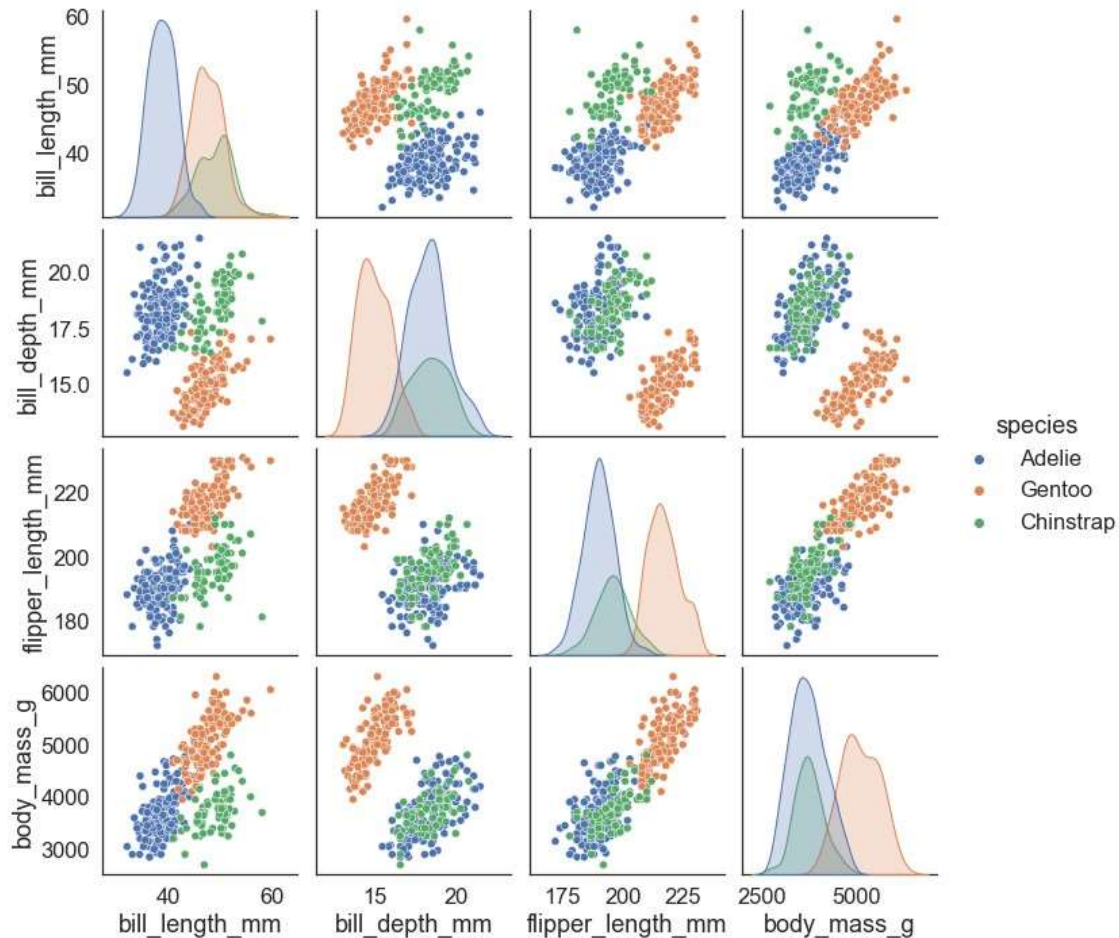 60
50
40
bill_length_mm
20.0
17.5
15.0
bill_depth_mm
species
Adelie
Gentoo
Chinstrap
220
200
180
flipper_length_mm
6000
5000
4000
3000
body_mass_g
40 60
15 20
175 200 225
2500 5000
bill_length_mm
bill_depth_mm
flipper_length_mm
body_mass_g